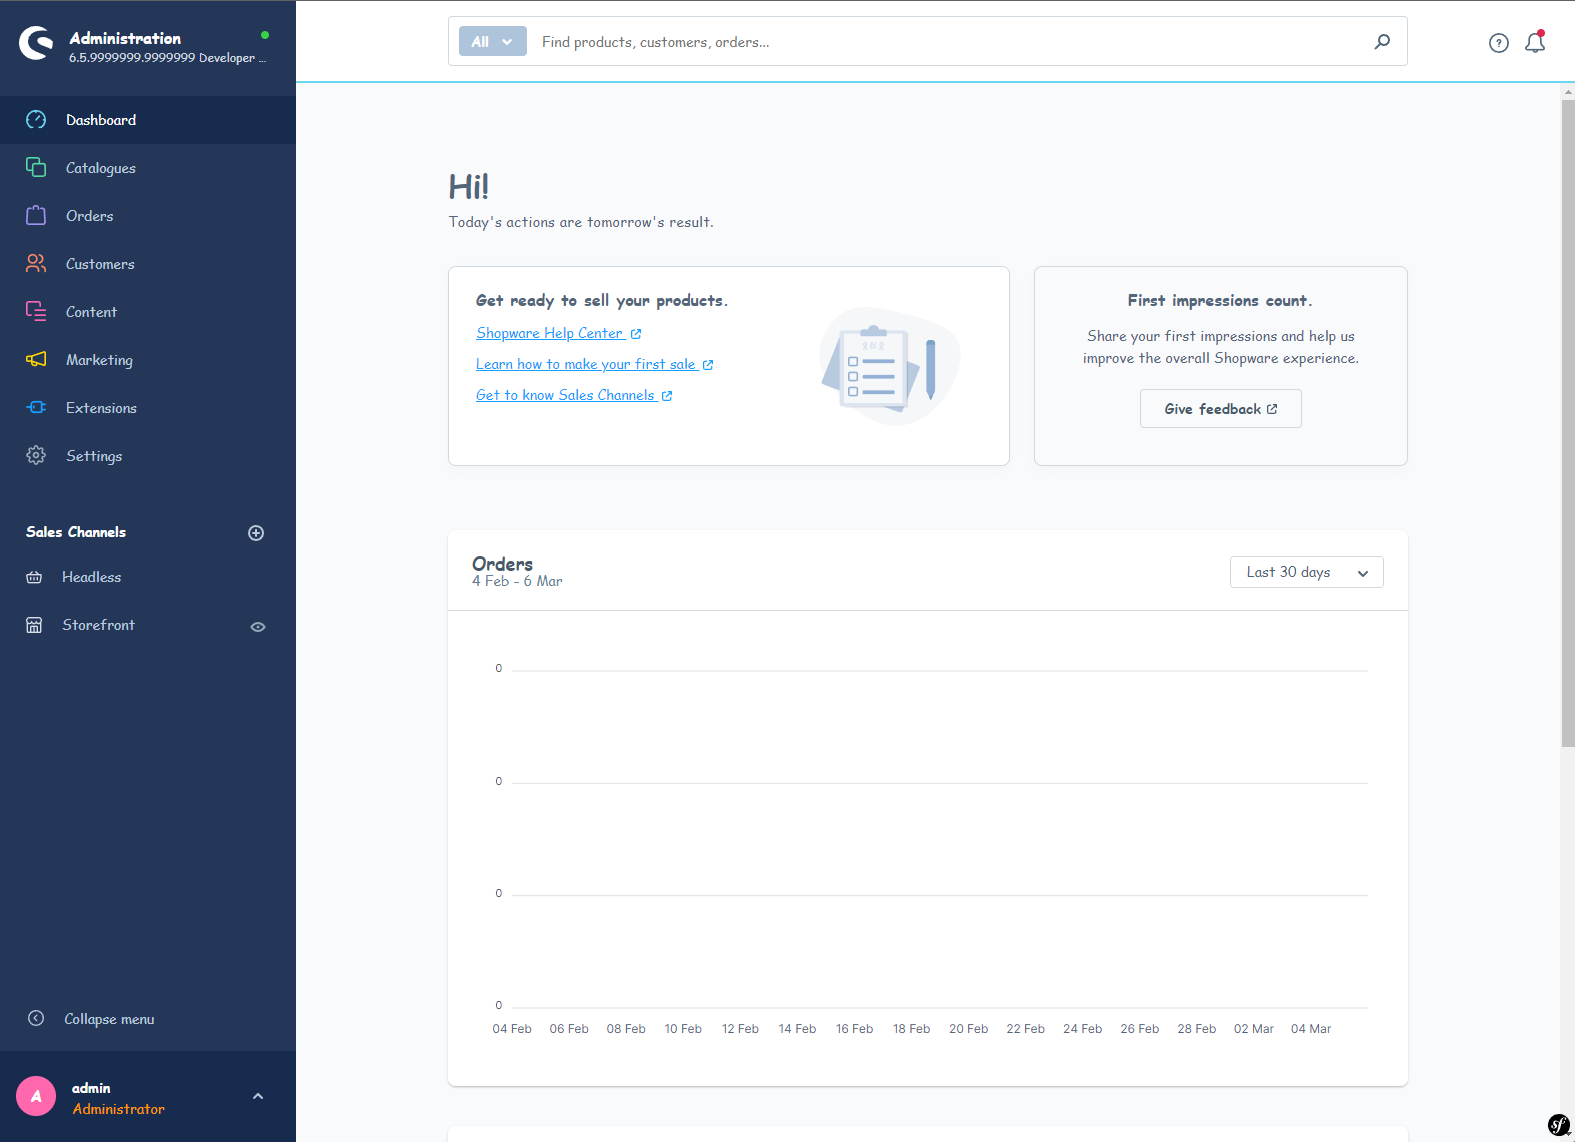 Administration
6.5.9999999.9999999 Developer ...
Dashboard
Catalogues
Orders
Customers
Content
Marketing
Extensions
Settings
Sales Channels
Headless
Storefront
Collapse menu
A
admin
Administrator
All
Find products, customers, orders...
?
Hi!
Today's actions are tomorrow's result.
Get ready to sell your products.
Shopware Help Center
Learn how to make your first sale
Get to know Sales Channels
First impressions count.
Share your first impressions and help us
improve the overall Shopware experience.
Give feedback
Orders
4 Feb - 6 Mar
Last 30 days
0
0
0
0
04 Feb 06 Feb 08 Feb 10 Feb 12 Feb 14 Feb 16 Feb 18 Feb 20 Feb 22 Feb 24 Feb 26 Feb 28 Feb 02 Mar 04 Mar
sf